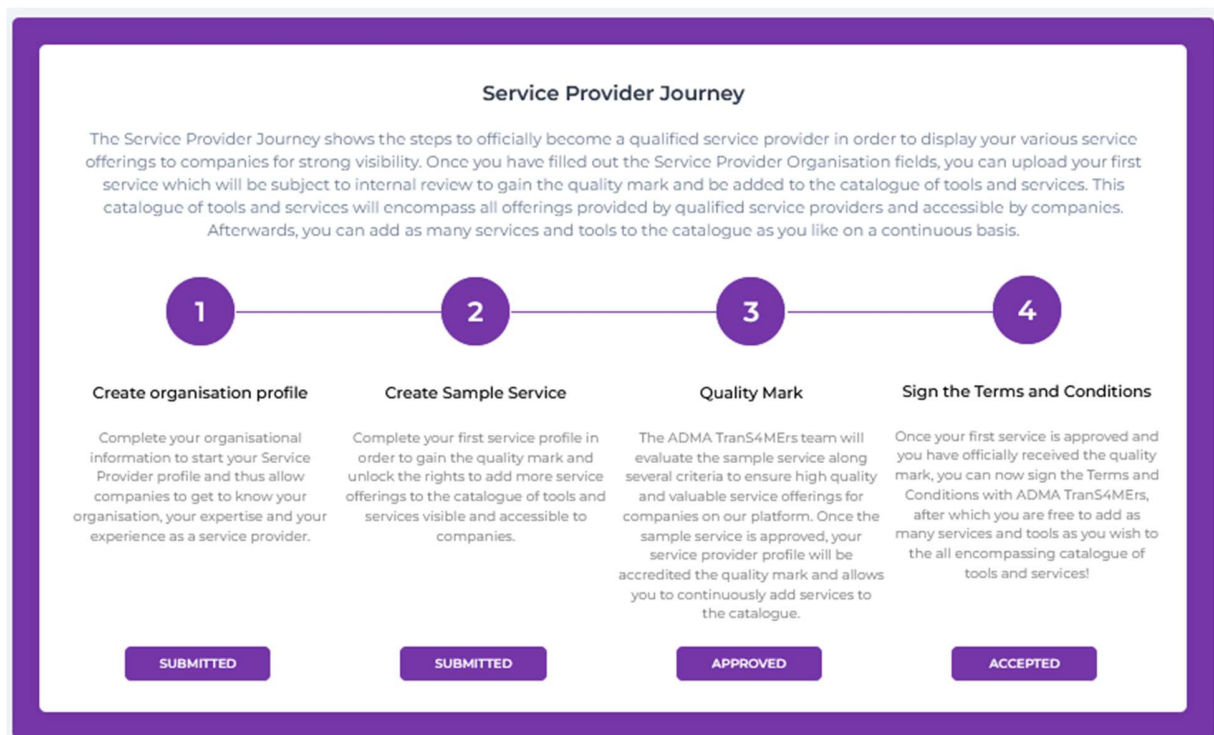 Service Provider Journey
The Service Provider Journey shows the steps to officially become a qualified service provider in order to display your various service
offerings to companies for strong visibility. Once you have filled out the Service Provider Organisation fields, you can upload your first
service which will be subject to internal review to gain the quality mark and be added to the catalogue of tools and services. This
catalogue of tools and services will encompass all offerings provided by qualified service providers and accessible by companies.
Afterwards, you can add as many services and tools to the catalogue as you like on a continuous basis.
1
Create organisation profile
Complete your organisational
information to start your Service
Provider profile and thus allow
companies to get to know your
organisation, your expertise and your
experience as a service provider.
SUBMITTED
2
Create Sample Service
Complete your first service profile in
order to gain the quality mark and
unlock the rights to add more service
offerings to the catalogue of tools and
services visible and accessible to
companies.
SUBMITTED
3
Quality Mark
The ADMA TranS4MErs team will
evaluate the sample service along
several criteria to ensure high quality
and valuable service offerings for
companies on our platform. Once the
sample service is approved, your
service provider profile will be
accredited the quality mark and allows
you to continuously add services to
the catalogue.
APPROVED
4
Sign the Terms and Conditions
Once your first service is approved and
you have officially received the quality
mark, you can now sign the Terms and
Conditions with ADMA TranS4MErs,
after which you are free to add as
many services and tools as you wish to
the all encompassing catalogue of
tools and services!
ACCEPTED